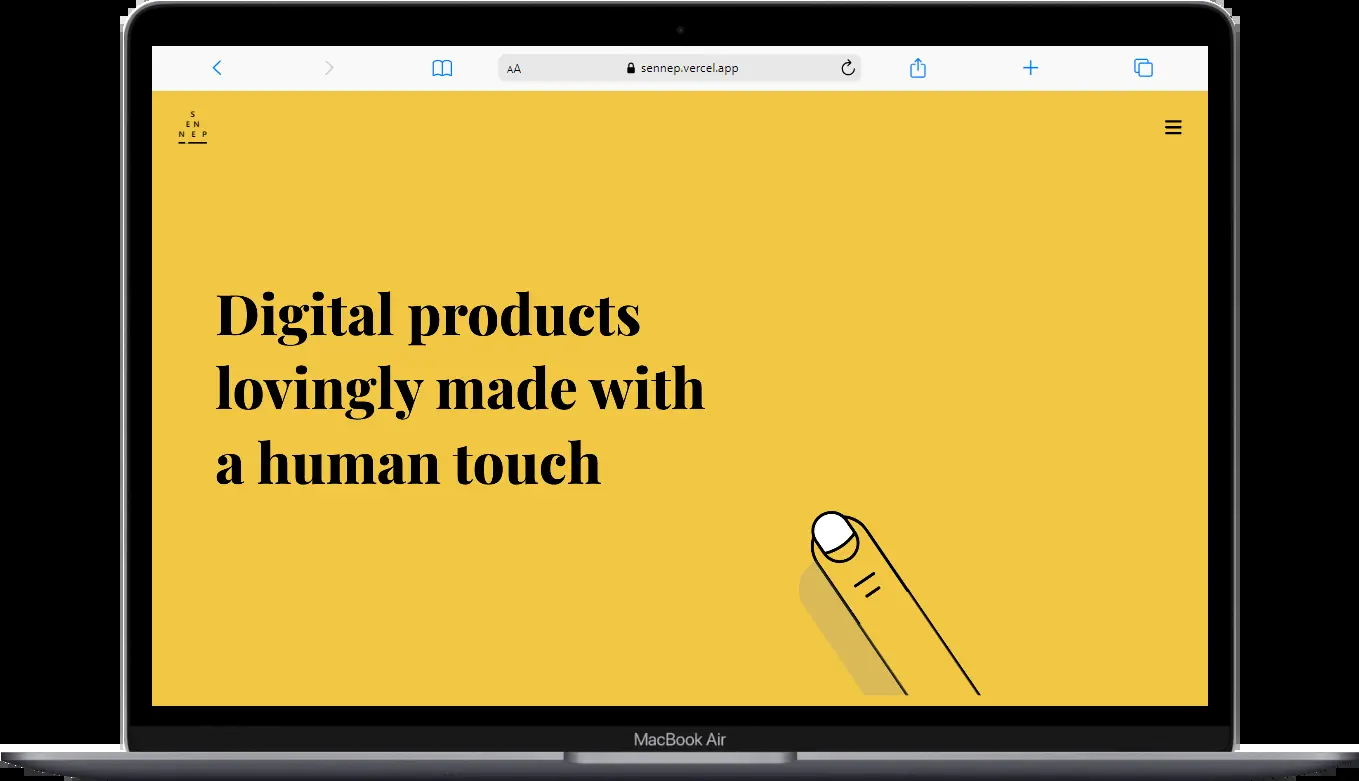 AA
sennep.vercel.app
S
EN
NEP
Digital products
lovingly made with
a human touch
MacBook Air